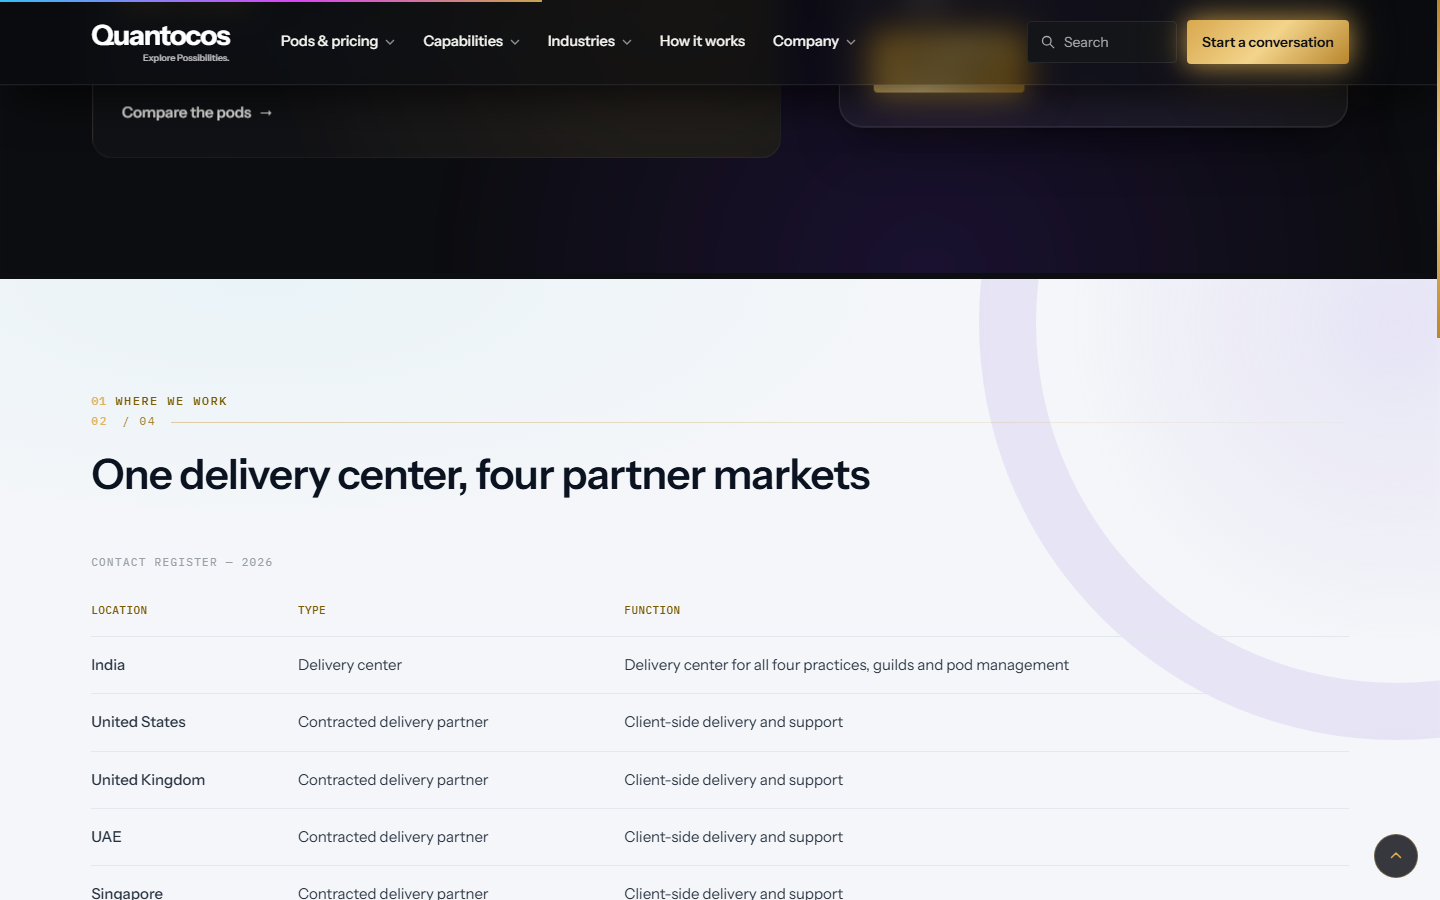 Quantocos
Explore Possibilities.
Pods & pricing
Capabilities
Industries
How it works
Company
Search
Start a conversation
Compare the pods →
01 WHERE WE WORK
02 / 04
One delivery center, four partner markets
CONTACT REGISTER — 2026
LOCATION TYPE FUNCTION
India Delivery center Delivery center for all four practices, guilds and pod management
United States Contracted delivery partner Client-side delivery and support
United Kingdom Contracted delivery partner Client-side delivery and support
UAE Contracted delivery partner Client-side delivery and support
Singapore Contracted delivery partner Client-side delivery and support